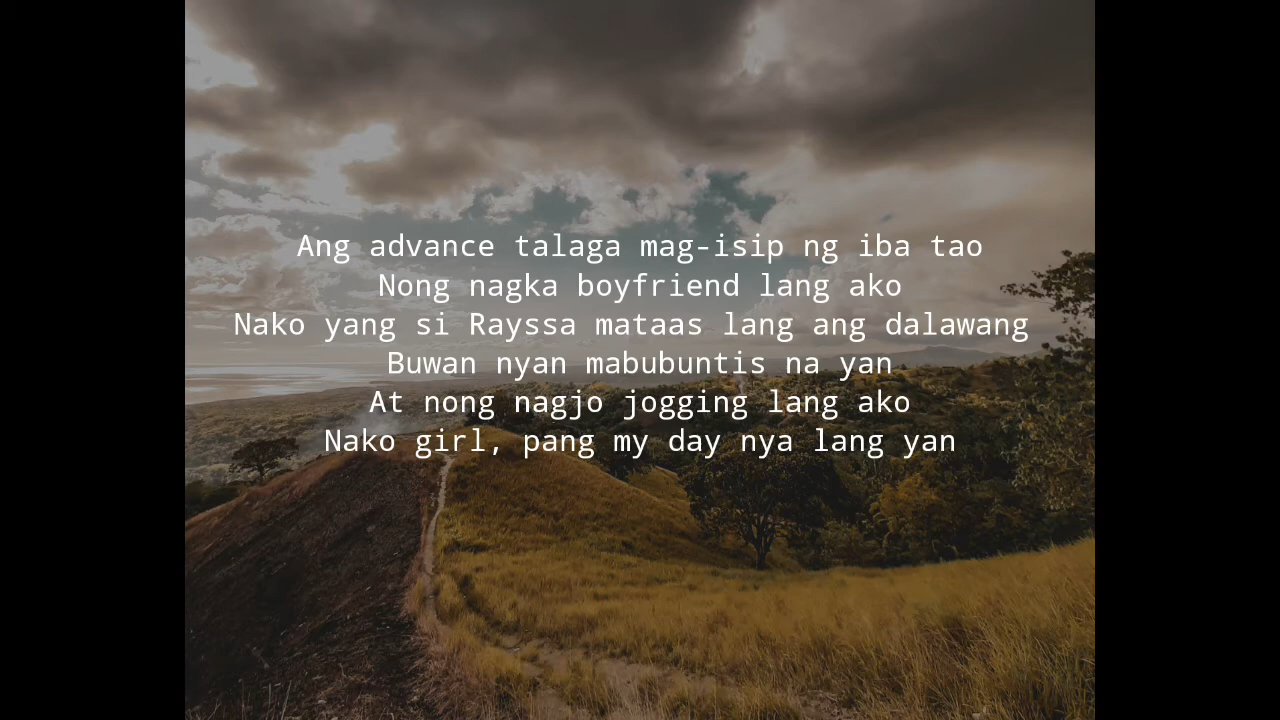 Ang advance talaga mag-isip ng iba tao
Nong nagka boyfriend lang ako
Nako yang si Rayssa mataas lang ang dalawang
Buwan nyan mabubuntis na yan
At nong nagjo jogging lang ako
Nako girl, pang my day nya lang yan